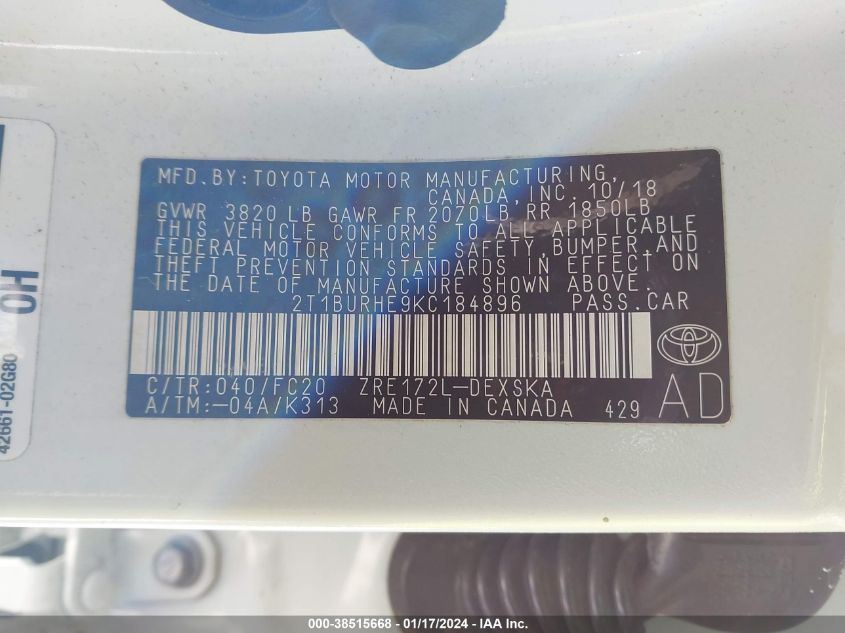 MFD.BY:TOYOTA MOTOR MANUFACTURING,
CANADA, INC. 10/18
GVWR 3820 LB GAWR FR 2070LB RR 1850LB
THIS VEHICLE CONFORMS TO ALL APPLICABLE
FEDERAL MOTOR VEHICLE SAFETY, BUMPER AND
THEFT PREVENTION STANDARDS IN EFFECT ON
THE DATE OF MANUFACTURE SHOWN ABOVE.
2T1BURHE9KC184896 PASS.CAR
C/TR:040/FC20 ZRE172L-DEXSKA
A/TM:-04A/K313 MADE IN CANADA 429
AD
OH
42661-02G80
000-38515668 - 01/17/2024 - IAA Inc.